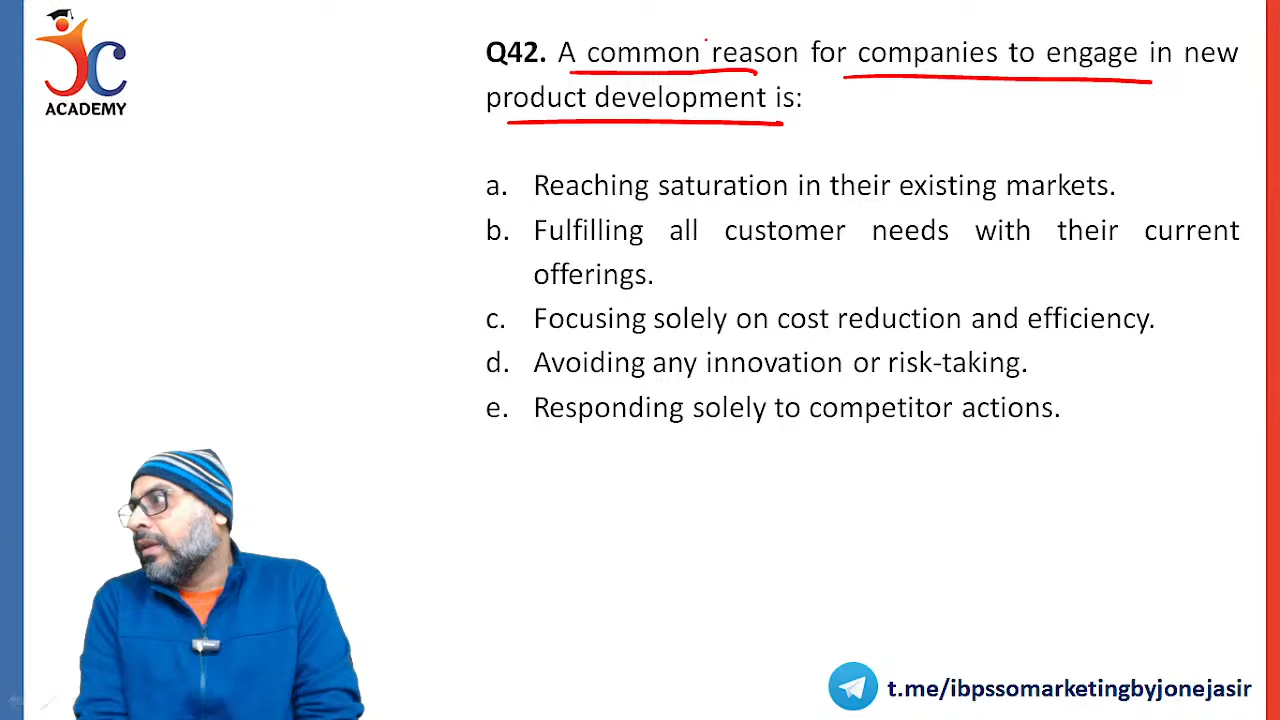 JC
ACADEMY
Q42. A common reason for companies to engage in new
product development is:
a. Reaching saturation in their existing markets.
b. Fulfilling all customer needs with their current
offerings.
c. Focusing solely on cost reduction and efficiency.
d. Avoiding any innovation or risk-taking.
e. Responding solely to competitor actions.
t.me/ibpssomarketingbyjonejasir